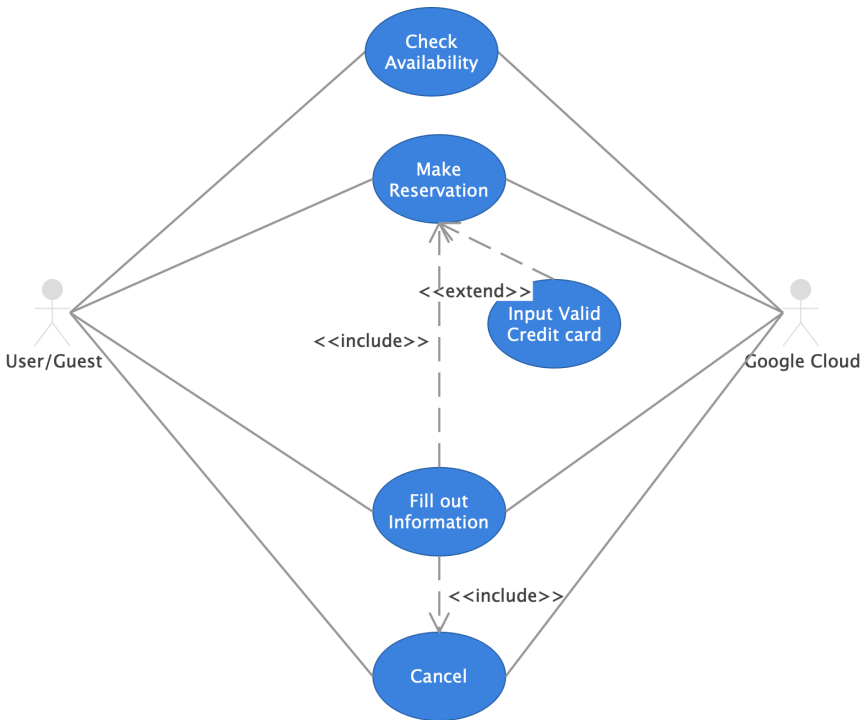 Check
Availability
Make
Reservation
<<extend>>
Input Valid
Credit card
<<include>>
User/Guest
Google Cloud
Fill out
Information
<<include>>
Cancel